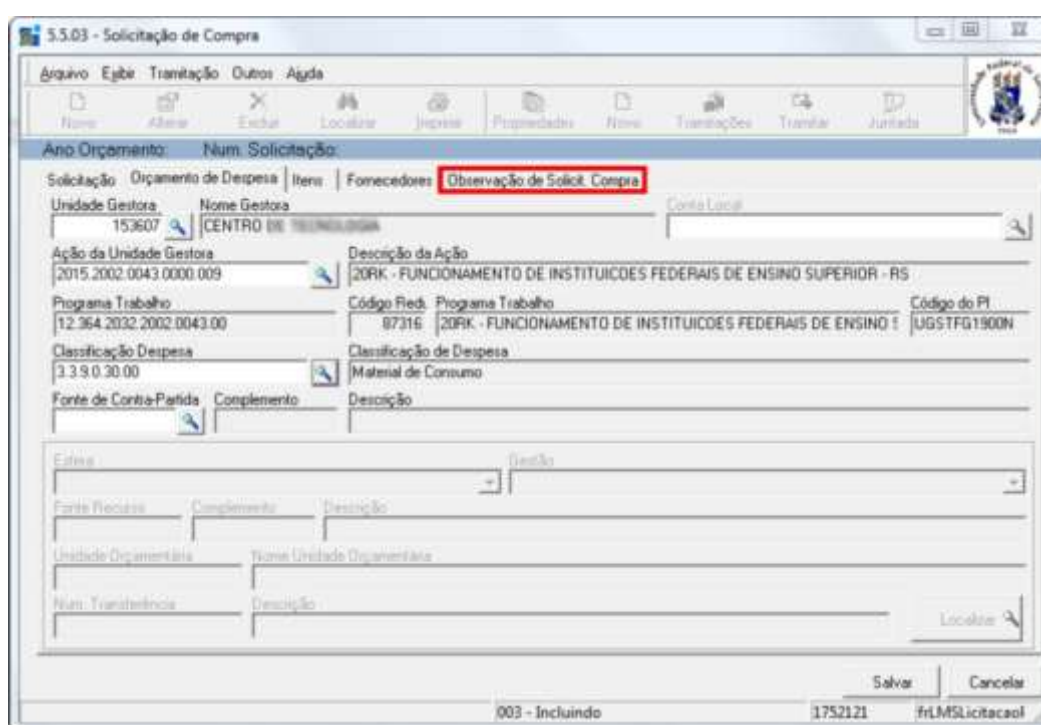 5.5.03 - Solicitação de Compra
Arquivo Exibir Tramitação Outros Ajuda
Novo Alterar Excluir Localizar Imprimir Propriedades Novo Tramitações Tramitar Juntada
Ano Orçamento: Num. Solicitação:
Solicitação Orçamento de Despesa Itens Fornecedores Observação de Solicit. Compra
Unidade Gestora Nome Gestora Conta Local
153607 CENTRO
Ação da Unidade Gestora Descrição da Ação
2015.2002.0043.0000.009 20RK - FUNCIONAMENTO DE INSTITUICOES FEDERAIS DE ENSINO SUPERIOR - RS
Programa Trabalho Código Redu. Programa Trabalho Código do PI
12.364.2032.2002.0043.00 87316 20RK - FUNCIONAMENTO DE INSTITUICOES FEDERAIS DE ENSINO UGSTFG1900N
Classificação Despesa Classificação de Despesa
3.3.9.0.30.00 Material de Consumo
Fonte de Contra-Partida Complemento Descrição
Esfera Gestão
Fonte Recurso Complemento Descrição
Unidade Orçamentária Nome Unidade Orçamentária
Num. Transferência Descrição
Localizar
Salvar Cancelar
003 - Incluindo 1752121 frLMSLicitacaoI